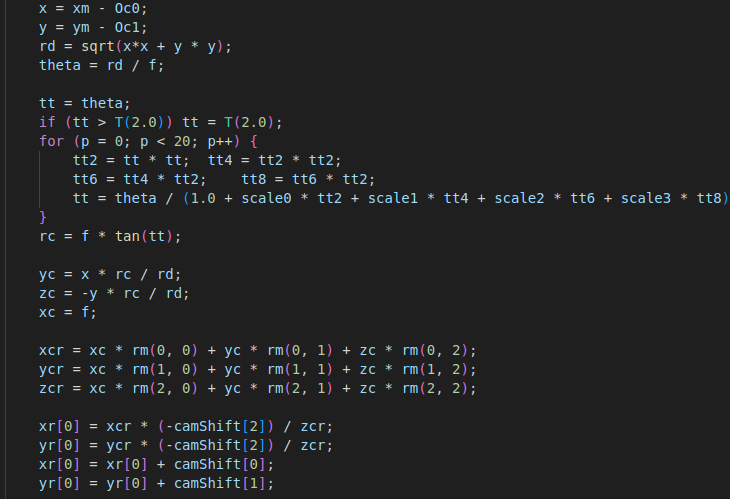 x = xm - Oc0;
y = ym - Oc1;
rd = sqrt(x*x + y * y);
theta = rd / f;
tt = theta;
if (tt > T(2.0)) tt = T(2.0);
for (p = 0; p < 20; p++) {
tt2 = tt * tt;  tt4 = tt2 * tt2;
tt6 = tt4 * tt2;    tt8 = tt6 * tt2;
tt = theta / (1.0 + scale0 * tt2 + scale1 * tt4 + scale2 * tt6 + scale3 * tt8)
}
rc = f * tan(tt);
yc = x * rc / rd;
zc = -y * rc / rd;
xc = f;
xcr = xc * rm(0, 0) + yc * rm(0, 1) + zc * rm(0, 2);
ycr = xc * rm(1, 0) + yc * rm(1, 1) + zc * rm(1, 2);
zcr = xc * rm(2, 0) + yc * rm(2, 1) + zc * rm(2, 2);
xr[0] = xcr * (-camShift[2]) / zcr;
yr[0] = ycr * (-camShift[2]) / zcr;
xr[0] = xr[0] + camShift[0];
yr[0] = yr[0] + camShift[1];